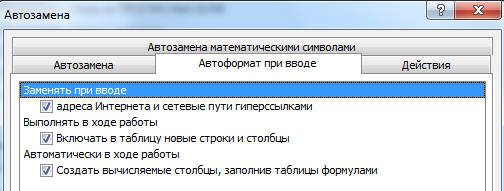 Автозамена
Автозамена математическими символами
Автозамена Автоформат при вводе Действия
Заменять при вводе
адреса Интернета и сетевые пути гиперссылками
Выполнять в ходе работы
Включать в таблицу новые строки и столбцы
Автоматически в ходе работы
Создать вычисляемые столбцы, заполнив таблицы формулами